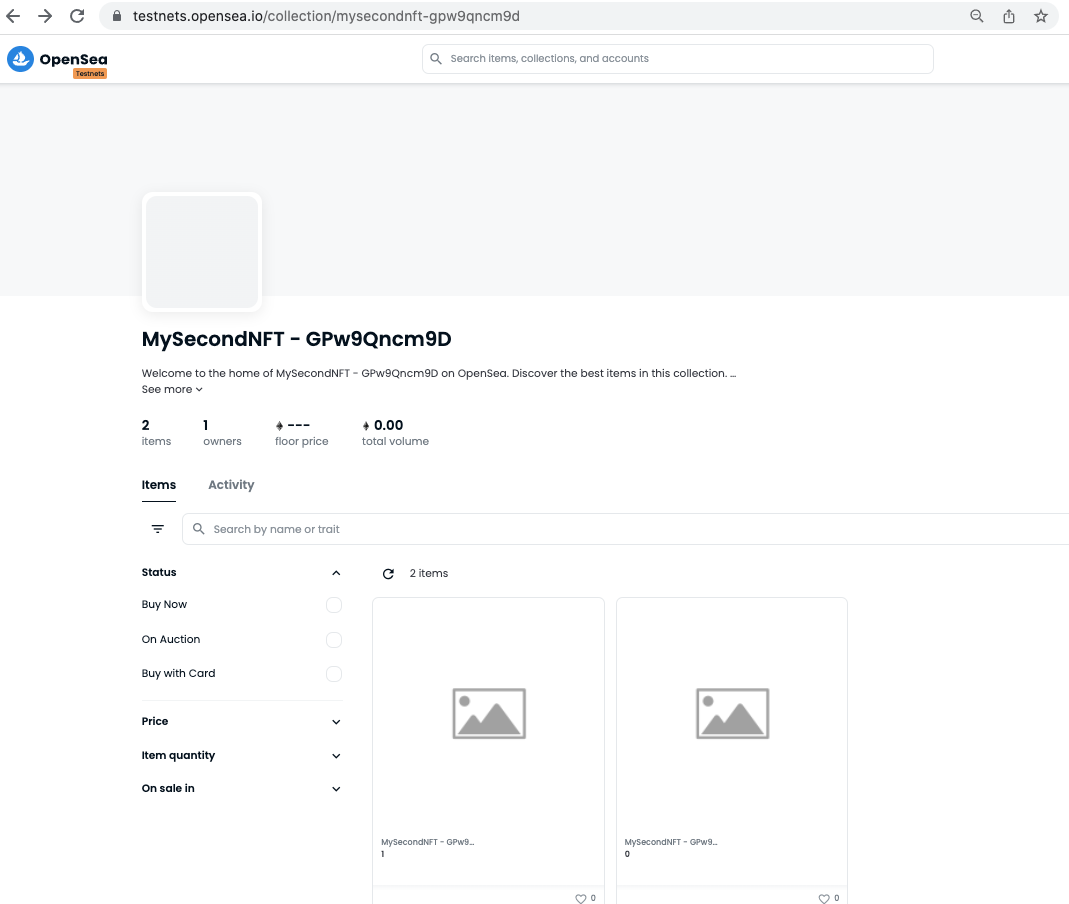 testnets.opensea.io/collection/mysecondnft-gpw9qncm9d
OpenSea
Testnets
Search items, collections, and accounts
MySecondNFT - GPw9Qncm9D
Welcome to the home of MySecondNFT - GPw9Qncm9D on OpenSea. Discover the best items in this collection. ...
See more
2 1 --- 0.00
items owners floor price total volume
Items Activity
Search by name or trait
Status
2 items
Buy Now
On Auction
Buy with Card
Price
Item quantity
On sale in
MySecondNFT - GPw9...
1
0
MySecondNFT - GPw9...
0
0